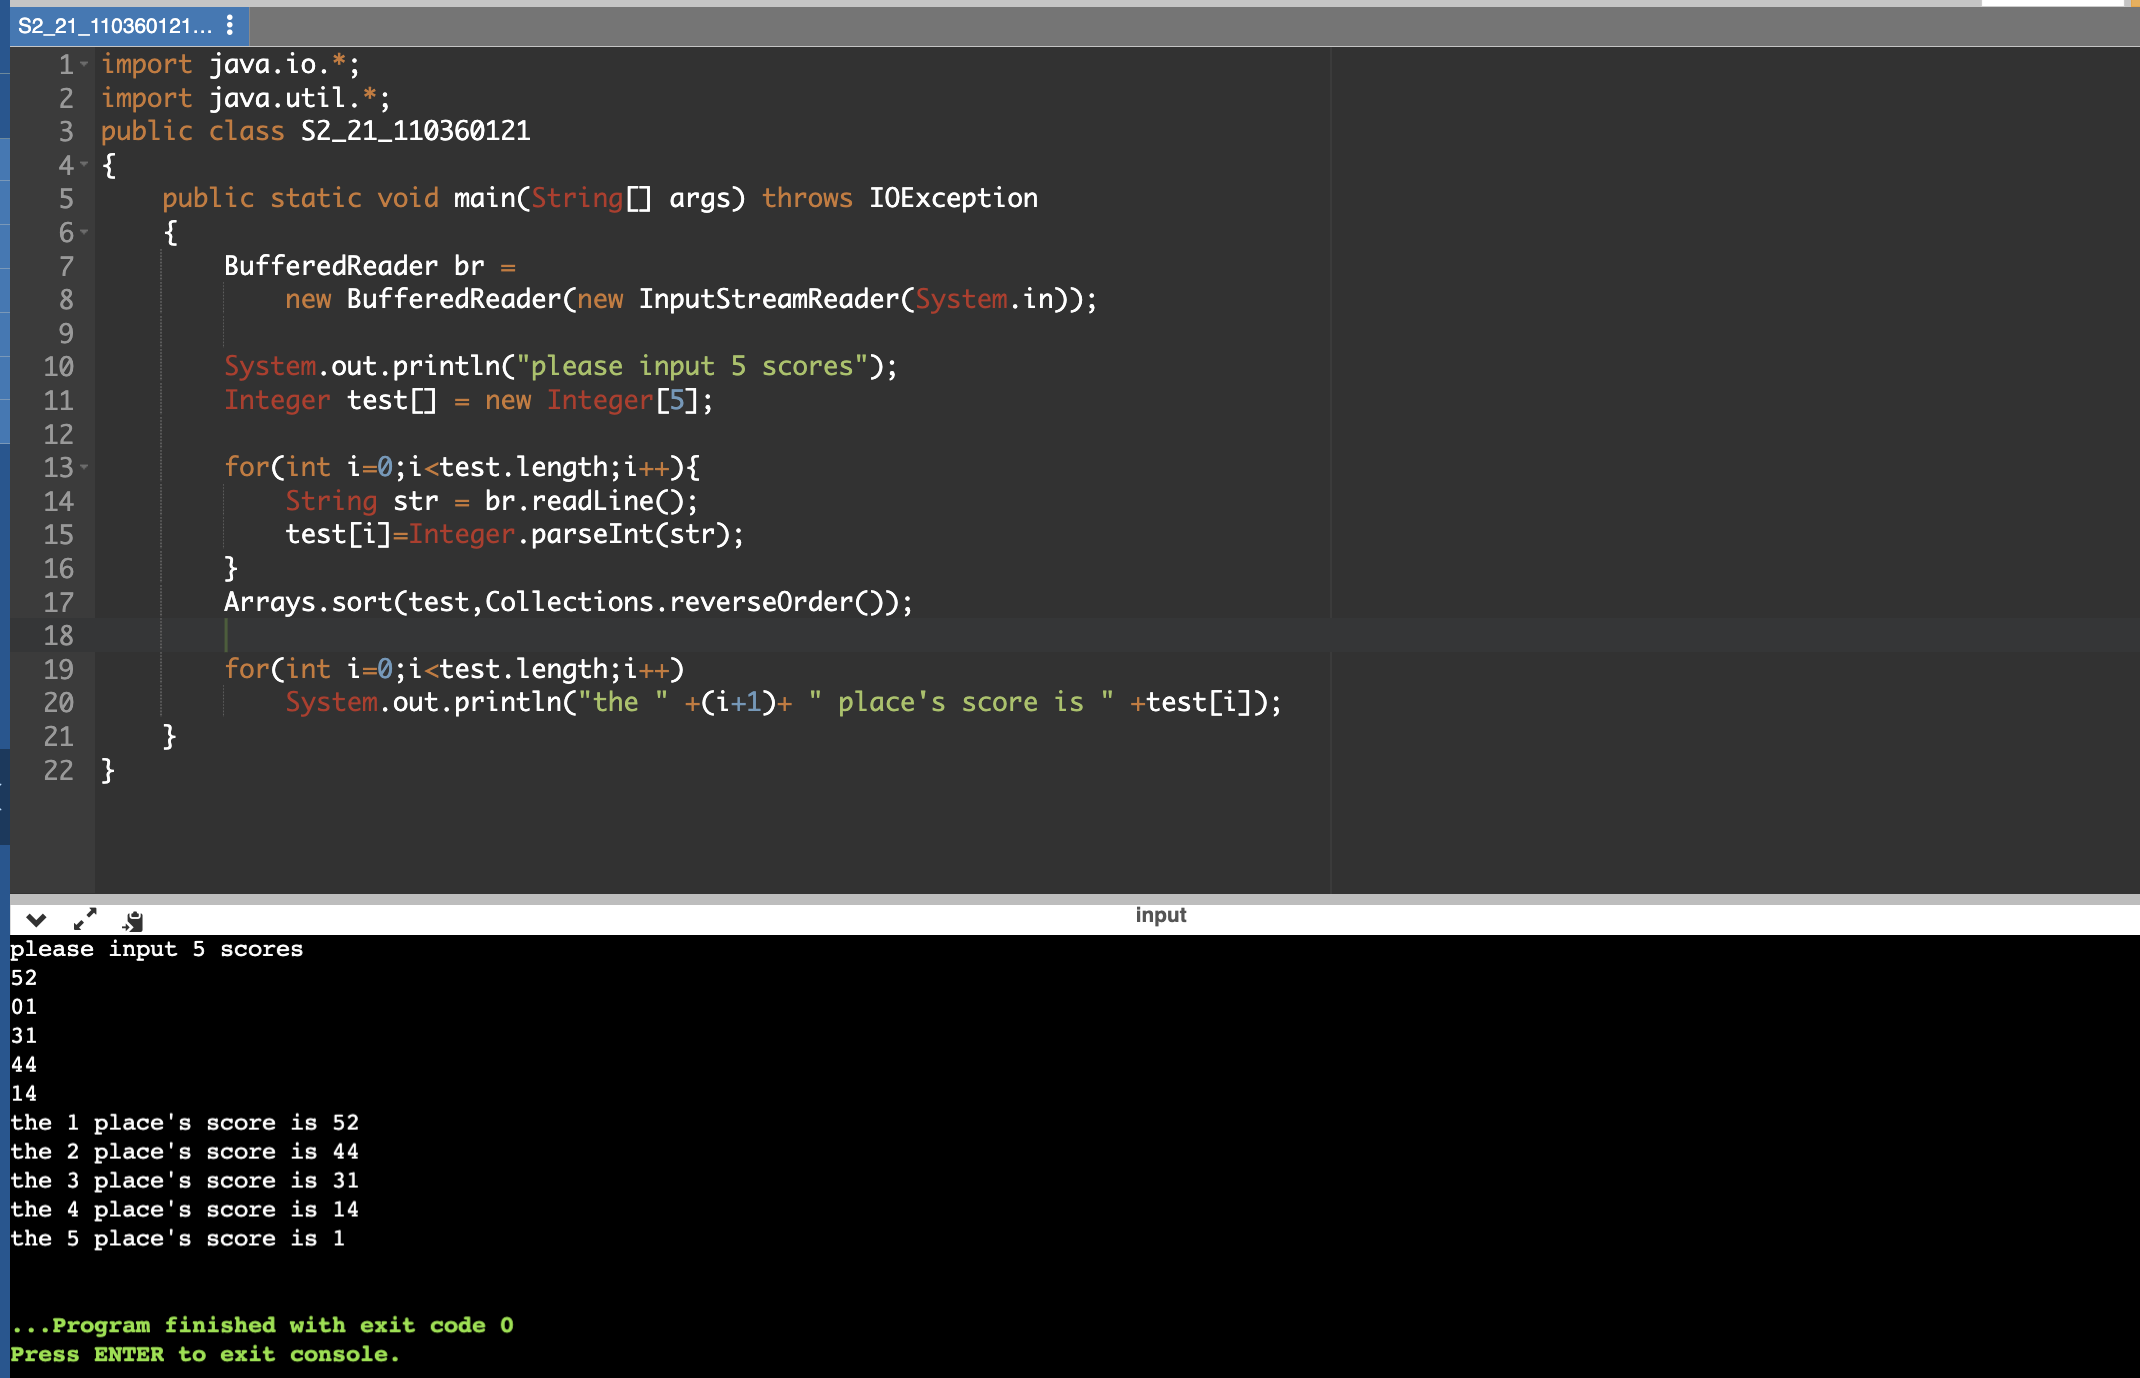 S2_21_110360121...
1 import java.io.*;
2 import java.util.*;
3 public class S2_21_110360121
4 {
5     public static void main(String[] args) throws IOException
6     {
7         BufferedReader br =
8             new BufferedReader(new InputStreamReader(System.in));
9
10         System.out.println("please input 5 scores");
11         Integer test[] = new Integer[5];
12
13         for(int i=0;i<test.length;i++){
14             String str = br.readLine();
15             test[i]=Integer.parseInt(str);
16         }
17         Arrays.sort(test,Collections.reverseOrder());
18
19         for(int i=0;i<test.length;i++)
20             System.out.println("the " +(i+1)+ " place's score is " +test[i]);
21     }
22 }
input
please input 5 scores
52
01
31
44
14
the 1 place's score is 52
the 2 place's score is 44
the 3 place's score is 31
the 4 place's score is 14
the 5 place's score is 1
...Program finished with exit code 0
Press ENTER to exit console.